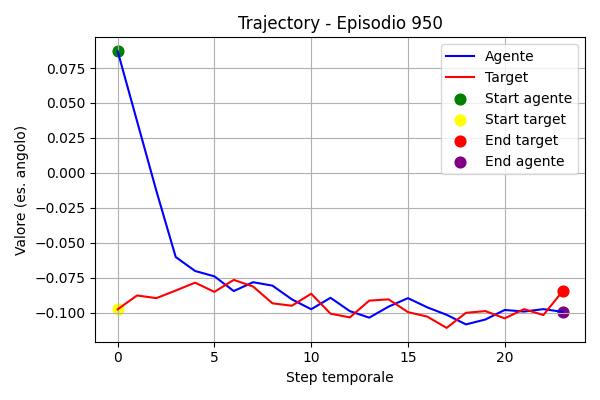 Trajectory - Episodio 950
Valore (es. angolo)
0.075
0.050
0.025
0.000
−0.025
−0.050
−0.075
−0.100
Agente
Target
Start agente
Start target
End target
End agente
0 5 10 15 20
Step temporale